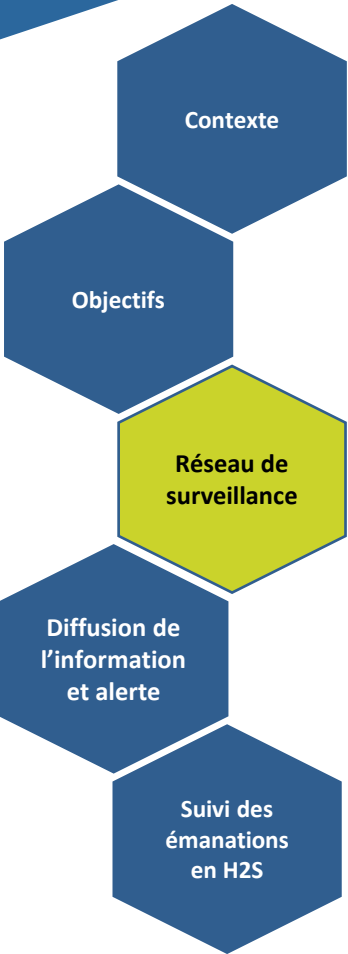 Contexte
Objectifs
Réseau de
surveillance
Diffusion de
l’information
et alerte
Suivi des
émanations
en H2S